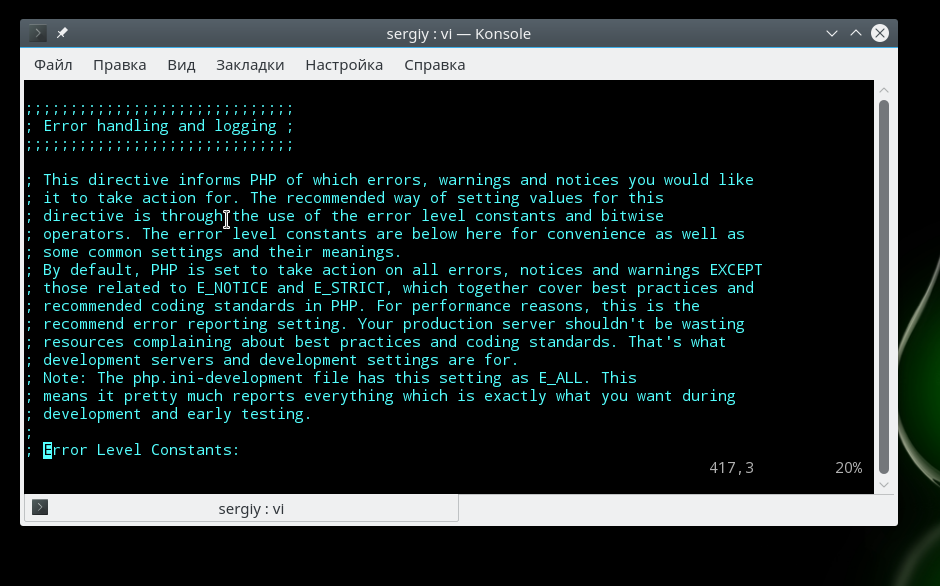 sergiy : vi — Konsole
Файл Правка Вид Закладки Настройка Справка
;;;;;;;;;;;;;;;;;;;;;;;;;;;;;;
; Error handling and logging ;
;;;;;;;;;;;;;;;;;;;;;;;;;;;;;;
; This directive informs PHP of which errors, warnings and notices you would like
; it to take action for. The recommended way of setting values for this
; directive is through the use of the error level constants and bitwise
; operators. The error level constants are below here for convenience as well as
; some common settings and their meanings.
; By default, PHP is set to take action on all errors, notices and warnings EXCEPT
; those related to E_NOTICE and E_STRICT, which together cover best practices and
; recommended coding standards in PHP. For performance reasons, this is the
; recommend error reporting setting. Your production server shouldn't be wasting
; resources complaining about best practices and coding standards. That's what
; development servers and development settings are for.
; Note: The php.ini-development file has this setting as E_ALL. This
; means it pretty much reports everything which is exactly what you want during
; development and early testing.
;
; Error Level Constants:
417,3 20%
sergiy : vi